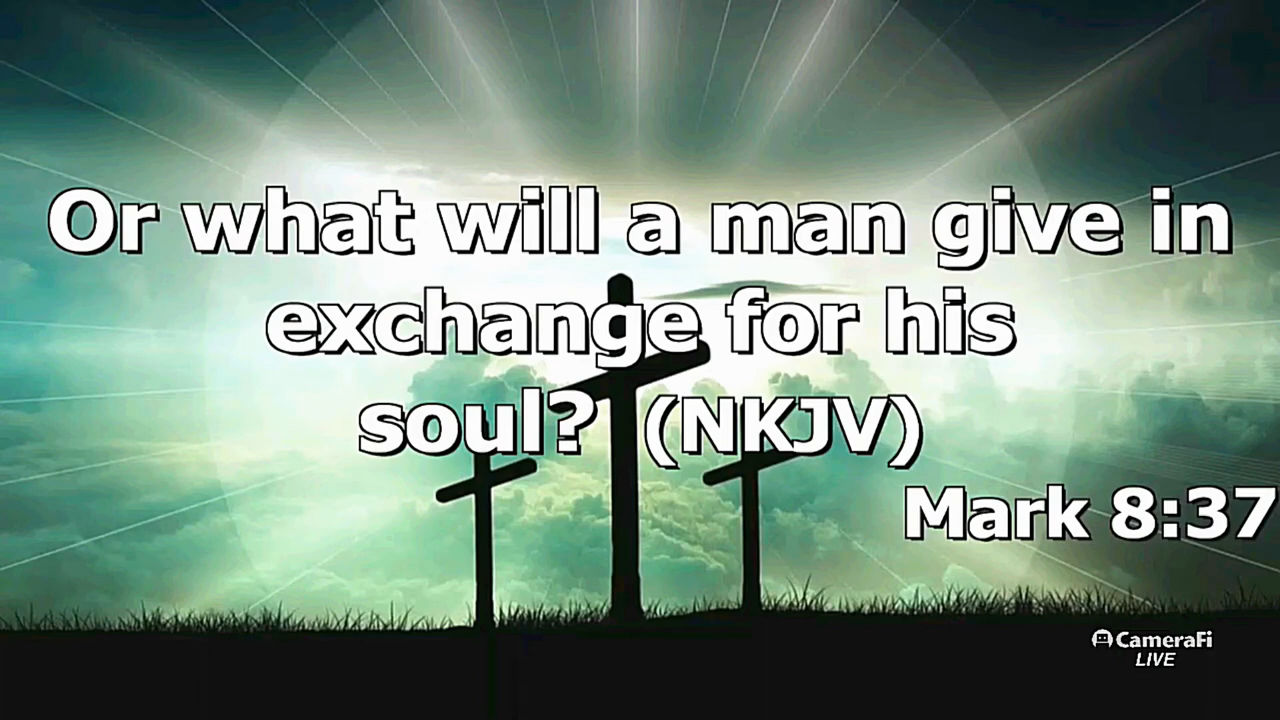 Or what will a man give in
exchange for his
soul? (NKJV)
Mark 8:37
CameraFi
LIVE